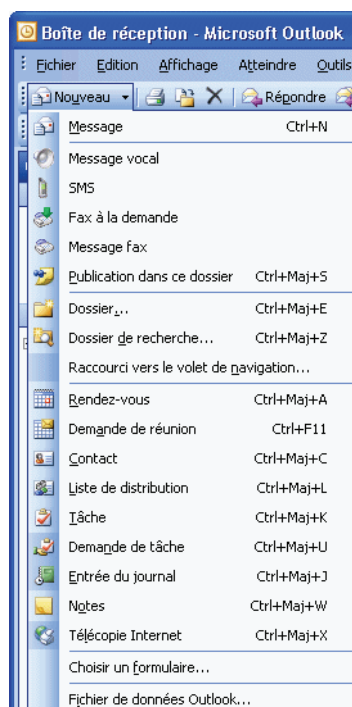 Boîte de réception - Microsoft Outlook
Fichier Edition Affichage Atteindre Outils
Nouveau Répondre
Message Ctrl+N
Message vocal
SMS
Fax à la demande
Message fax
Publication dans ce dossier Ctrl+Maj+S
Dossier... Ctrl+Maj+E
Dossier de recherche... Ctrl+Maj+Z
Raccourci vers le volet de navigation...
Rendez-vous Ctrl+Maj+A
Demande de réunion Ctrl+F11
Contact Ctrl+Maj+C
Liste de distribution Ctrl+Maj+L
Tâche Ctrl+Maj+K
Demande de tâche Ctrl+Maj+U
Entrée du journal Ctrl+Maj+J
Notes Ctrl+Maj+W
Télécopie Internet Ctrl+Maj+X
Choisir un formulaire...
Fichier de données Outlook...